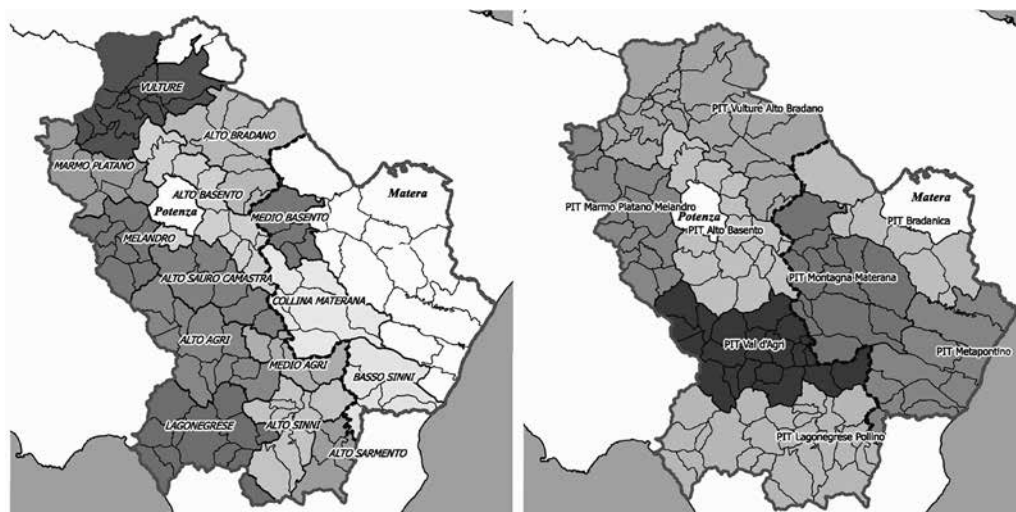 VULTURE
ALTO BRADANO
MARMO PLATANO
ALTO BASENTO
Potenza
MEDIO BASENTO
Matera
MELANDRO
ALTO SAURO CAMASTRA
COLLINA MATERANA
ALTO AGRI
MEDIO AGRI
BASSO SINNI
LAGONEGRESE
ALTO SINNI
ALTO SARMENTO
PIT Vulture Alto Bradano
Matera
PIT Marmo Platano Melandro
Potenza
PIT Bradanica
PIT Alto Basento
PIT Montagna Materana
PIT Val d'Agri
PIT Metapontino
PIT Lagonegrese Pollino